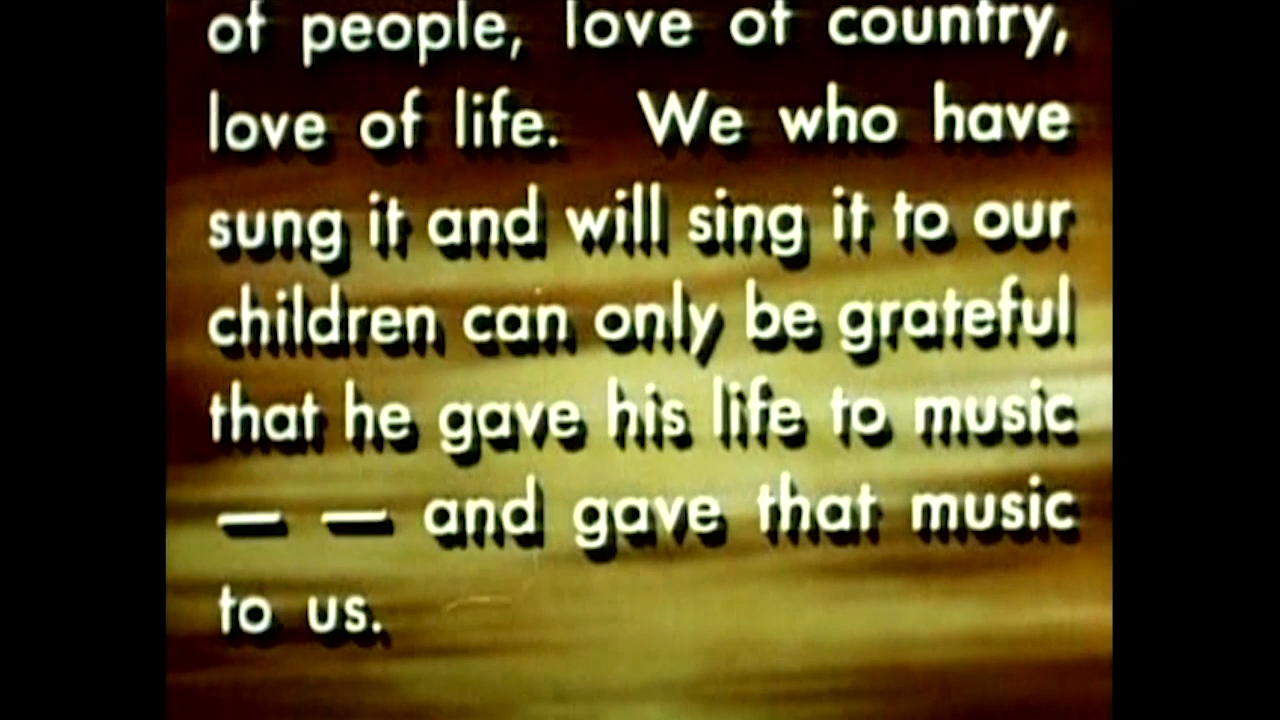 of people, love of country,
love of life. We who have
sung it and will sing it to our
children can only be grateful
that he gave his life to music
— — and gave that music
to us.